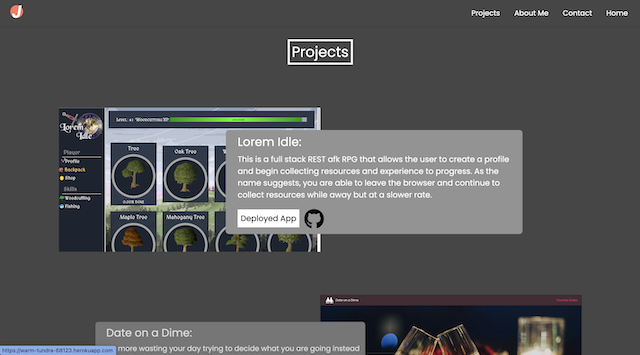 J
Projects About Me Contact Home
Projects
Lorem Idle
Level: 47 Woodcutting XP:
Player
Profile
Backpack
Shop
Skills
Woodcutting
Fishing
Tree
Oak Tree
0.00% DONE
Maple Tree
Mahogany Tree
Lorem Idle:
This is a full stack REST afk RPG that allows the user to create a profile
and begin collecting resources and experience to progress. As the
name suggests, you are able to leave the browser and continue to
collect resources while away but at a slower rate.
Deployed App
Date on a Dime
Date on a Dime:
more wasting your day trying to decide what you are going instead
https://warm-tundra-68123.herokuapp.com